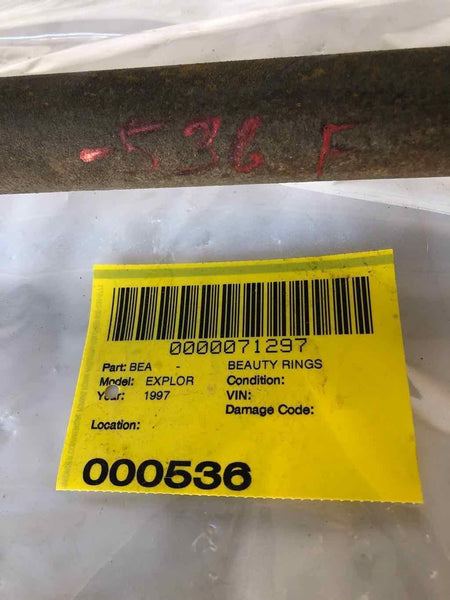 -536 F
0000071297
Part: BEA - BEAUTY RINGS
Model: EXPLOR Condition:
Year: 1997 VIN:
Damage Code:
Location:
000536